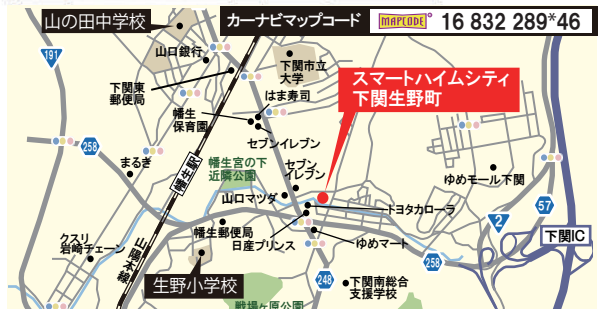 山の田中学校
カーナビマップコード MAPCODE® 16 832 289*46
191
山口銀行
下関市立
大学
下関東
郵便局
はま寿司
スマートハイムシティ
下関生野町
幡生
保育園
セブンイレブン
258
まるぎ
幡生駅
幡生宮の下
近隣公園
セブン
イレブン
ゆめモール下関
山口マツダ
トヨタカローラ
57
2
幡生郵便局
日産プリンス
ゆめマート
下関IC
クスリ
岩崎チェーン
山陽本線
258
生野小学校
248
下関南総合
支援学校
戦場ヶ原公園